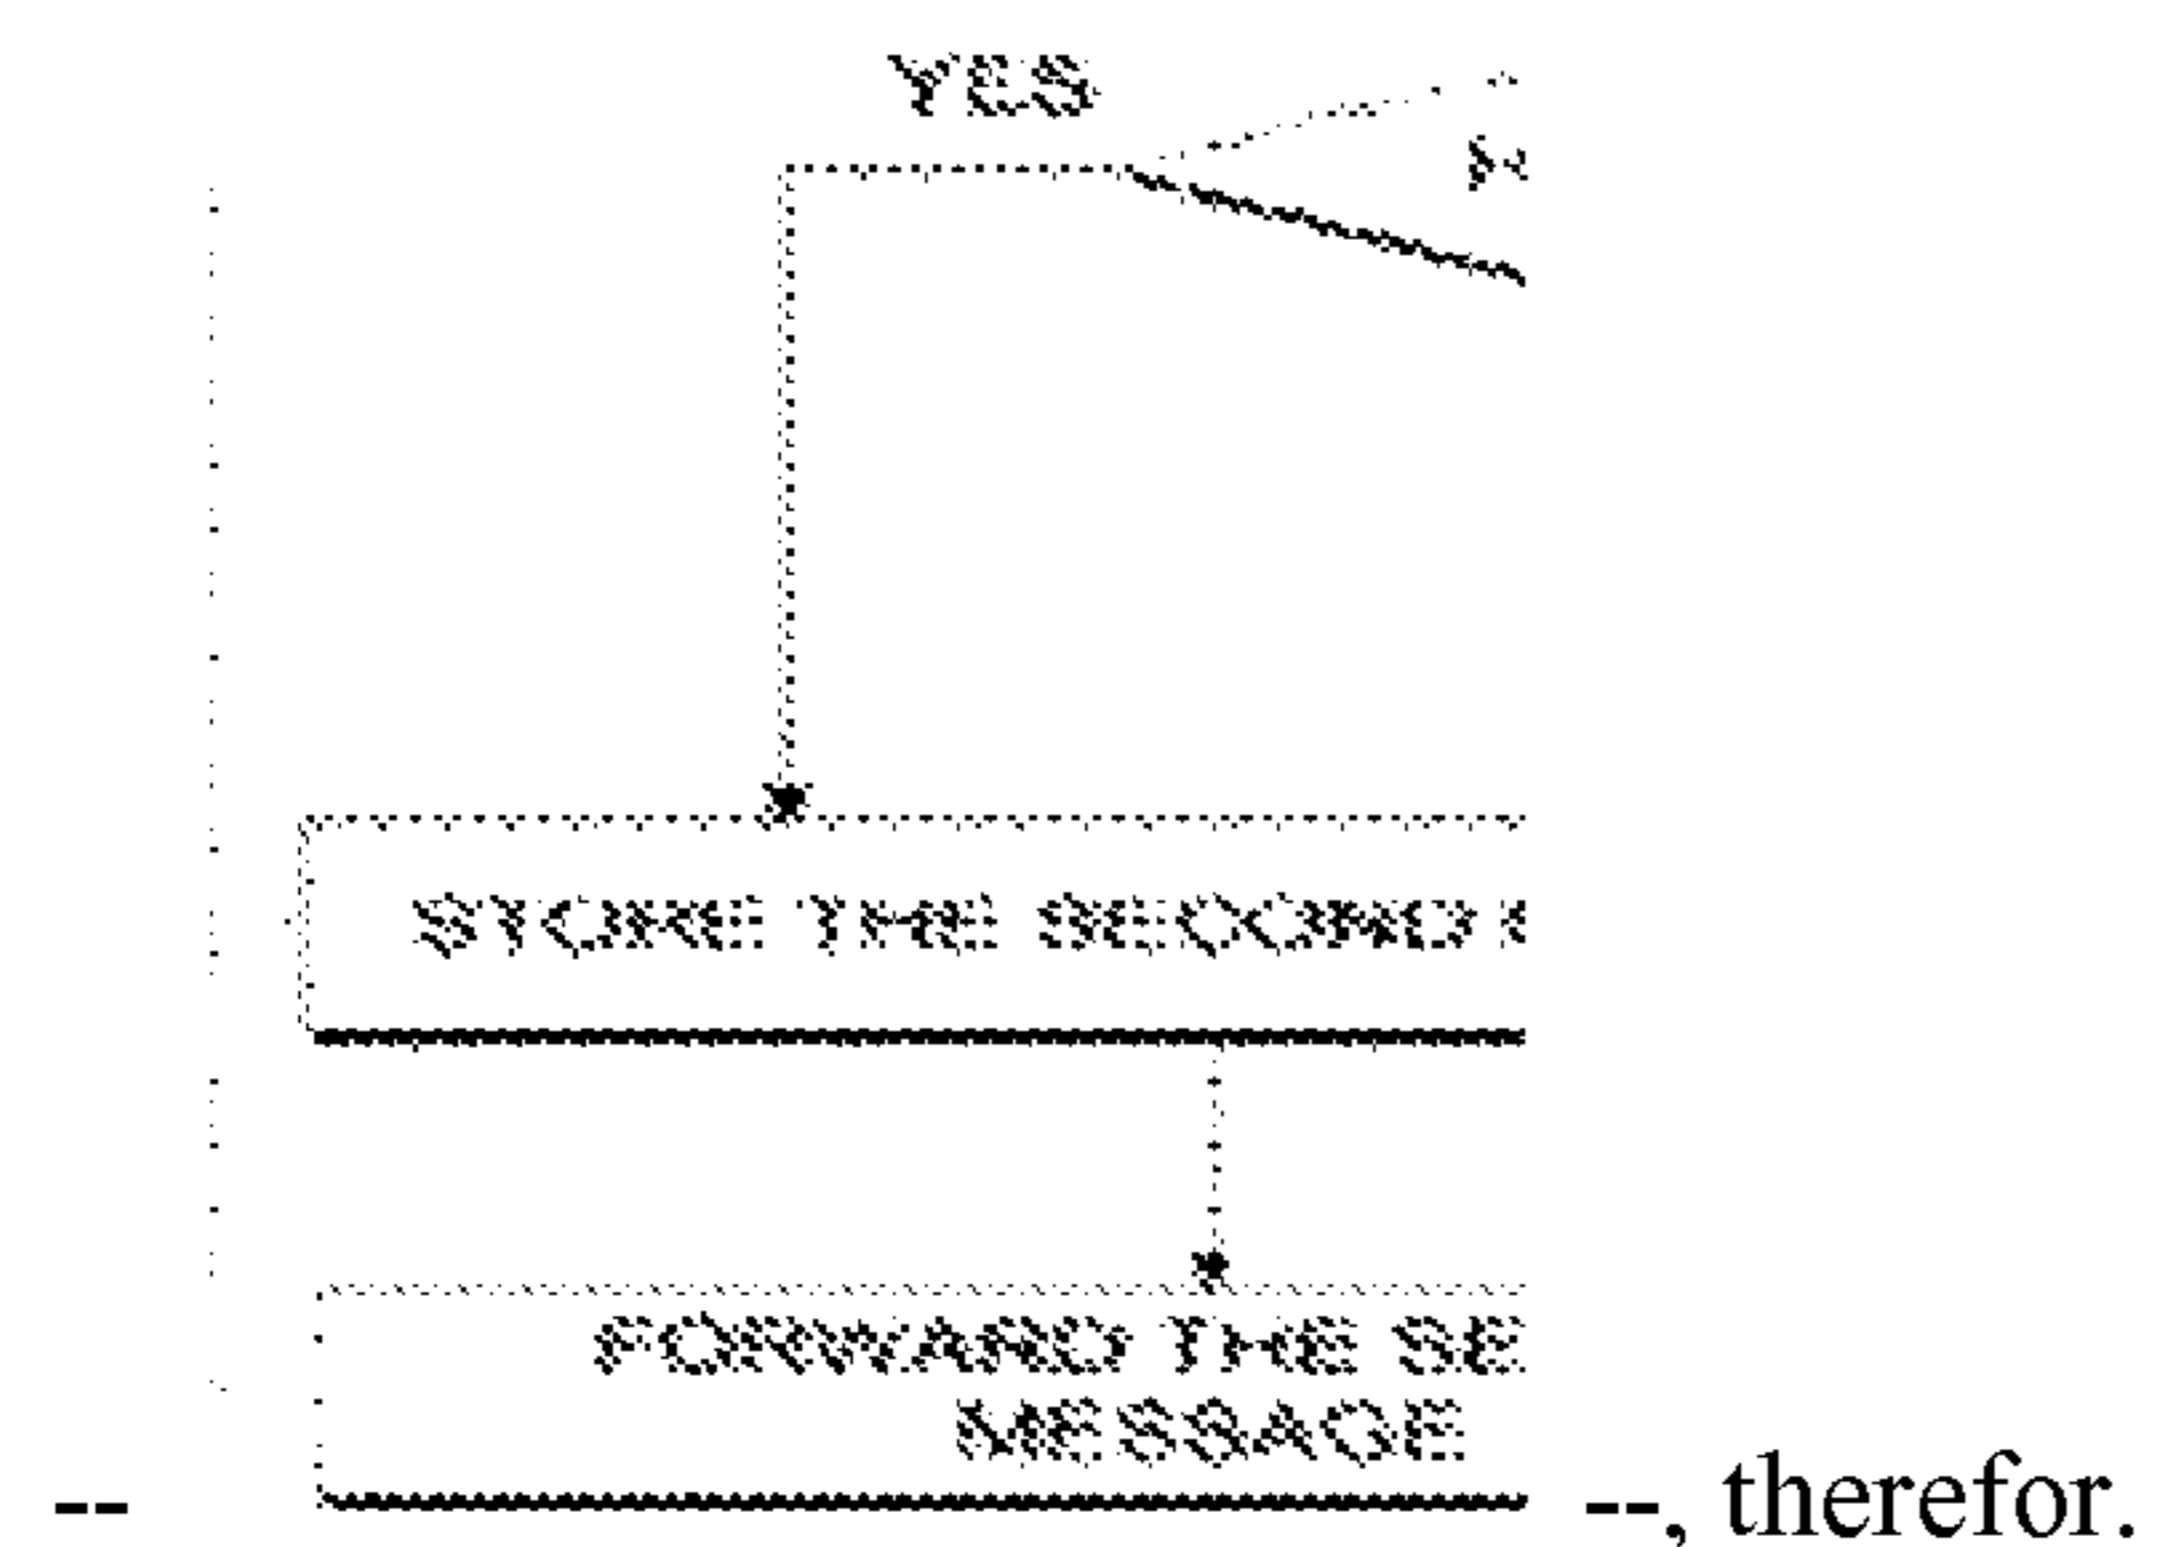 YES
STORE THE SECOND
FORWARD THE SE
MESSAGE
-- --, therefor.